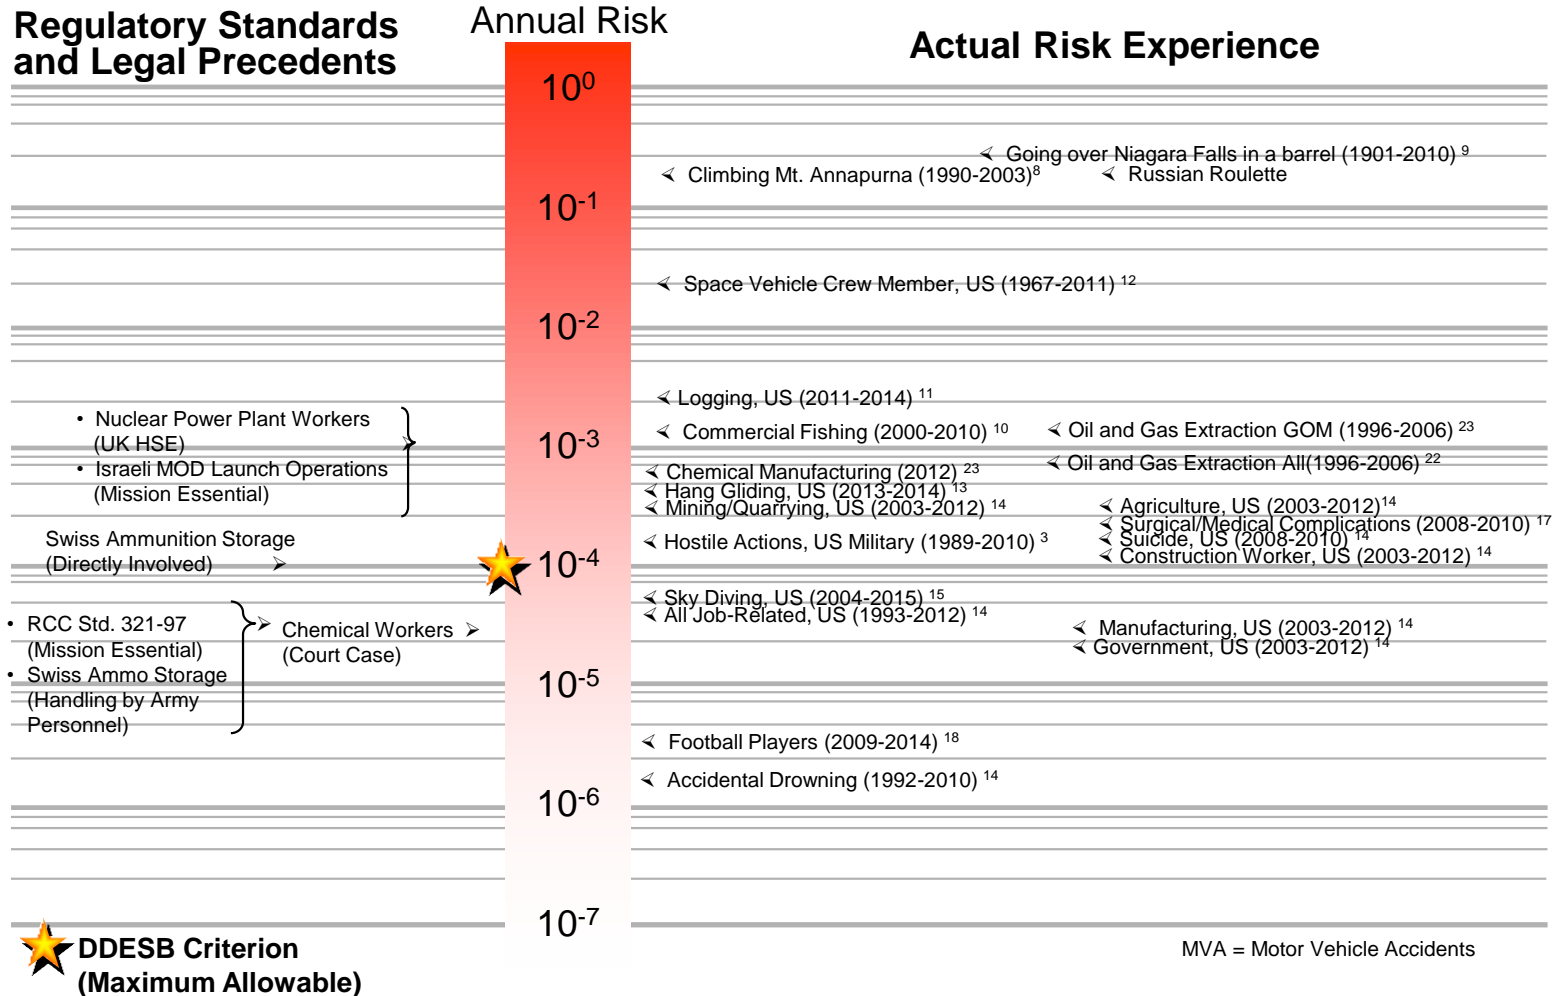 Regulatory Standards
and Legal Precedents
Annual Risk
Actual Risk Experience
10⁰
Going over Niagara Falls in a barrel (1901-2010) ⁹
Climbing Mt. Annapurna (1990-2003)⁸
Russian Roulette
10⁻¹
Space Vehicle Crew Member, US (1967-2011) ¹²
10⁻²
Logging, US (2011-2014) ¹¹
• Nuclear Power Plant Workers
(UK HSE)
• Israeli MOD Launch Operations
(Mission Essential)
10⁻³
Commercial Fishing (2000-2010) ¹⁰
Oil and Gas Extraction GOM (1996-2006) ²³
Oil and Gas Extraction All(1996-2006) ²²
Chemical Manufacturing (2012) ²³
Hang Gliding, US (2013-2014) ¹³
Mining/Quarrying, US (2003-2012) ¹⁴
Agriculture, US (2003-2012)¹⁴
Surgical/Medical Complications (2008-2010) ¹⁷
Suicide, US (2008-2010) ¹⁴
Construction Worker, US (2003-2012) ¹⁴
Hostile Actions, US Military (1989-2010) ³
Swiss Ammunition Storage
(Directly Involved)
10⁻⁴
Sky Diving, US (2004-2015) ¹⁵
All Job-Related, US (1993-2012) ¹⁴
Manufacturing, US (2003-2012) ¹⁴
Government, US (2003-2012) ¹⁴
• RCC Std. 321-97
(Mission Essential)
• Swiss Ammo Storage
(Handling by Army
Personnel)
Chemical Workers
(Court Case)
10⁻⁵
Football Players (2009-2014) ¹⁸
Accidental Drowning (1992-2010) ¹⁴
10⁻⁶
10⁻⁷
DDESB Criterion
(Maximum Allowable)
MVA = Motor Vehicle Accidents